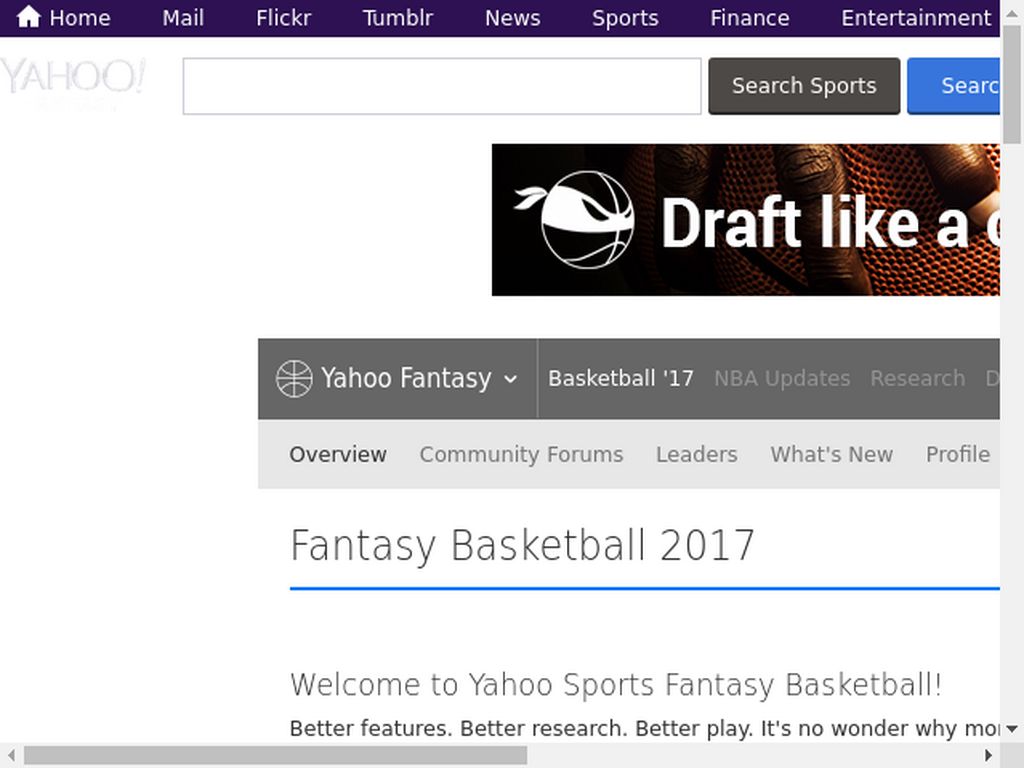 Home Mail Flickr Tumblr News Sports Finance Entertainment
YAHOO!
Search Sports Searc
Draft like a
Yahoo Fantasy Basketball '17 NBA Updates Research D
Overview Community Forums Leaders What's New Profile
Fantasy Basketball 2017
Welcome to Yahoo Sports Fantasy Basketball!
Better features. Better research. Better play. It's no wonder why mo